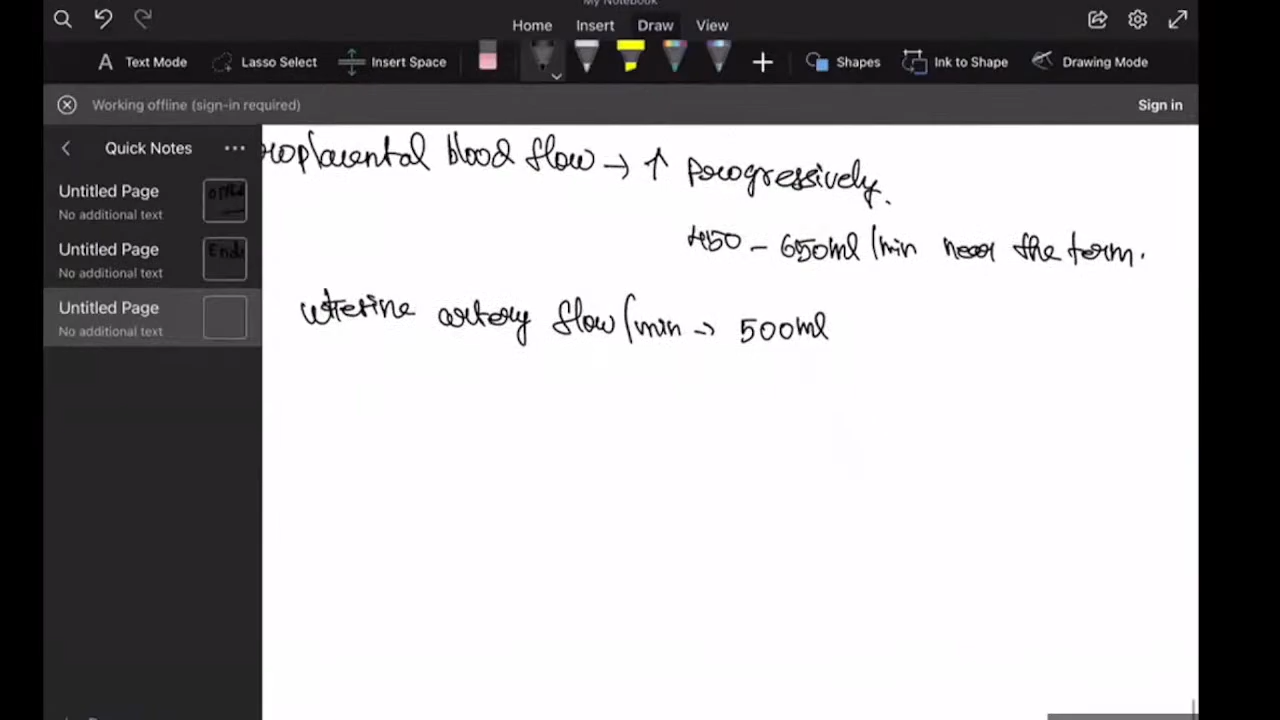 My Notebook
Home Insert Draw View
A Text Mode Lasso Select Insert Space Shapes Ink to Shape Drawing Mode
Working offline (sign-in required) Sign in
Quick Notes
Untitled Page
No additional text
Untitled Page
No additional text
Untitled Page
No additional text
roplacental blood flow → ↑ progressively.
450 - 650ml/min near the term.
uterine artery flow/min → 500ml